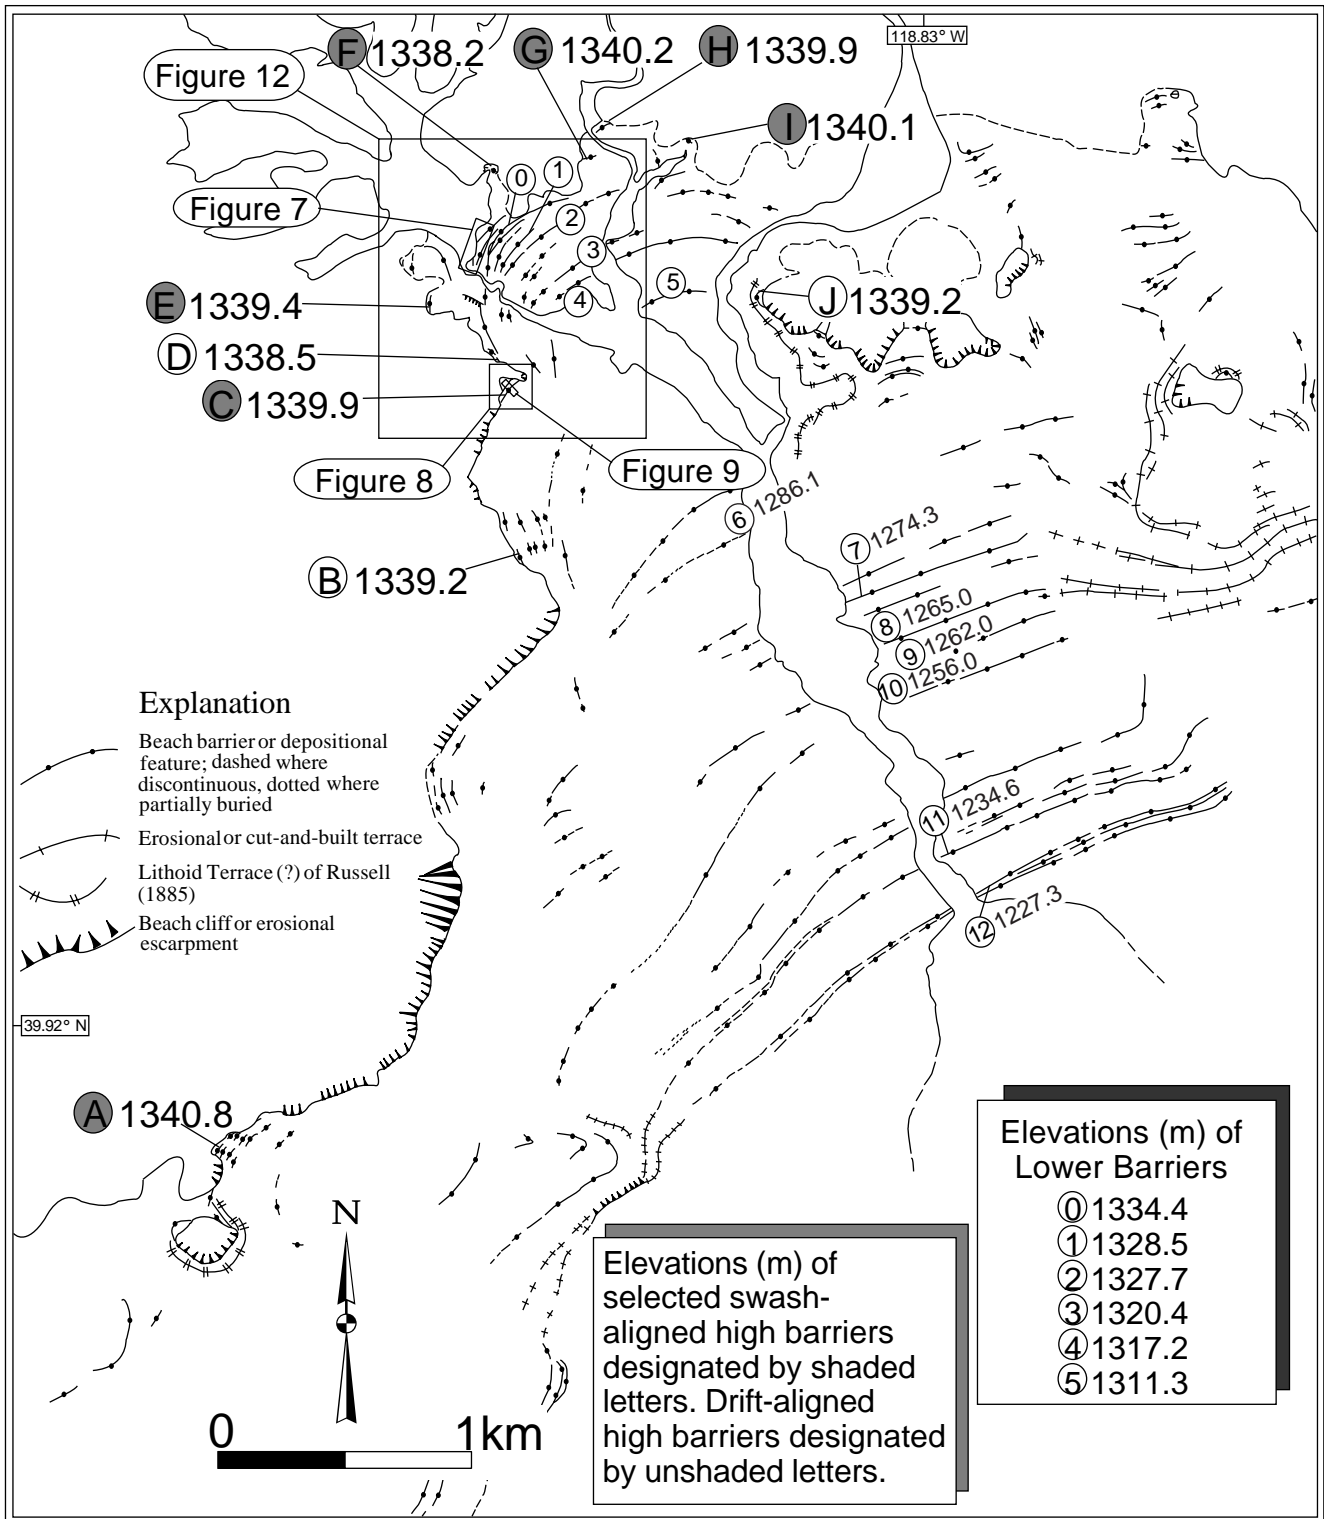 118.83° W
F 1338.2
G 1340.2
H 1339.9
Figure 12
I 1340.1
0
1
Figure 7
2
3
5
4
E 1339.4
J 1339.2
D 1338.5
C 1339.9
Figure 8
Figure 9
6 1286.1
7 1274.3
B 1339.2
8 1265.0
9 1262.0
10 1256.0
Explanation
Beach barrier or depositional
feature; dashed where
discontinuous, dotted where
partially buried
Erosional or cut-and-built terrace
Lithoid Terrace (?) of Russell
(1885)
Beach cliff or erosional
escarpment
11 1234.6
12 1227.3
39.92° N
A 1340.8
N
0 1km
Elevations (m) of
selected swash-
aligned high barriers
designated by shaded
letters. Drift-aligned
high barriers designated
by unshaded letters.
Elevations (m) of
Lower Barriers
0 1334.4
1 1328.5
2 1327.7
3 1320.4
4 1317.2
5 1311.3